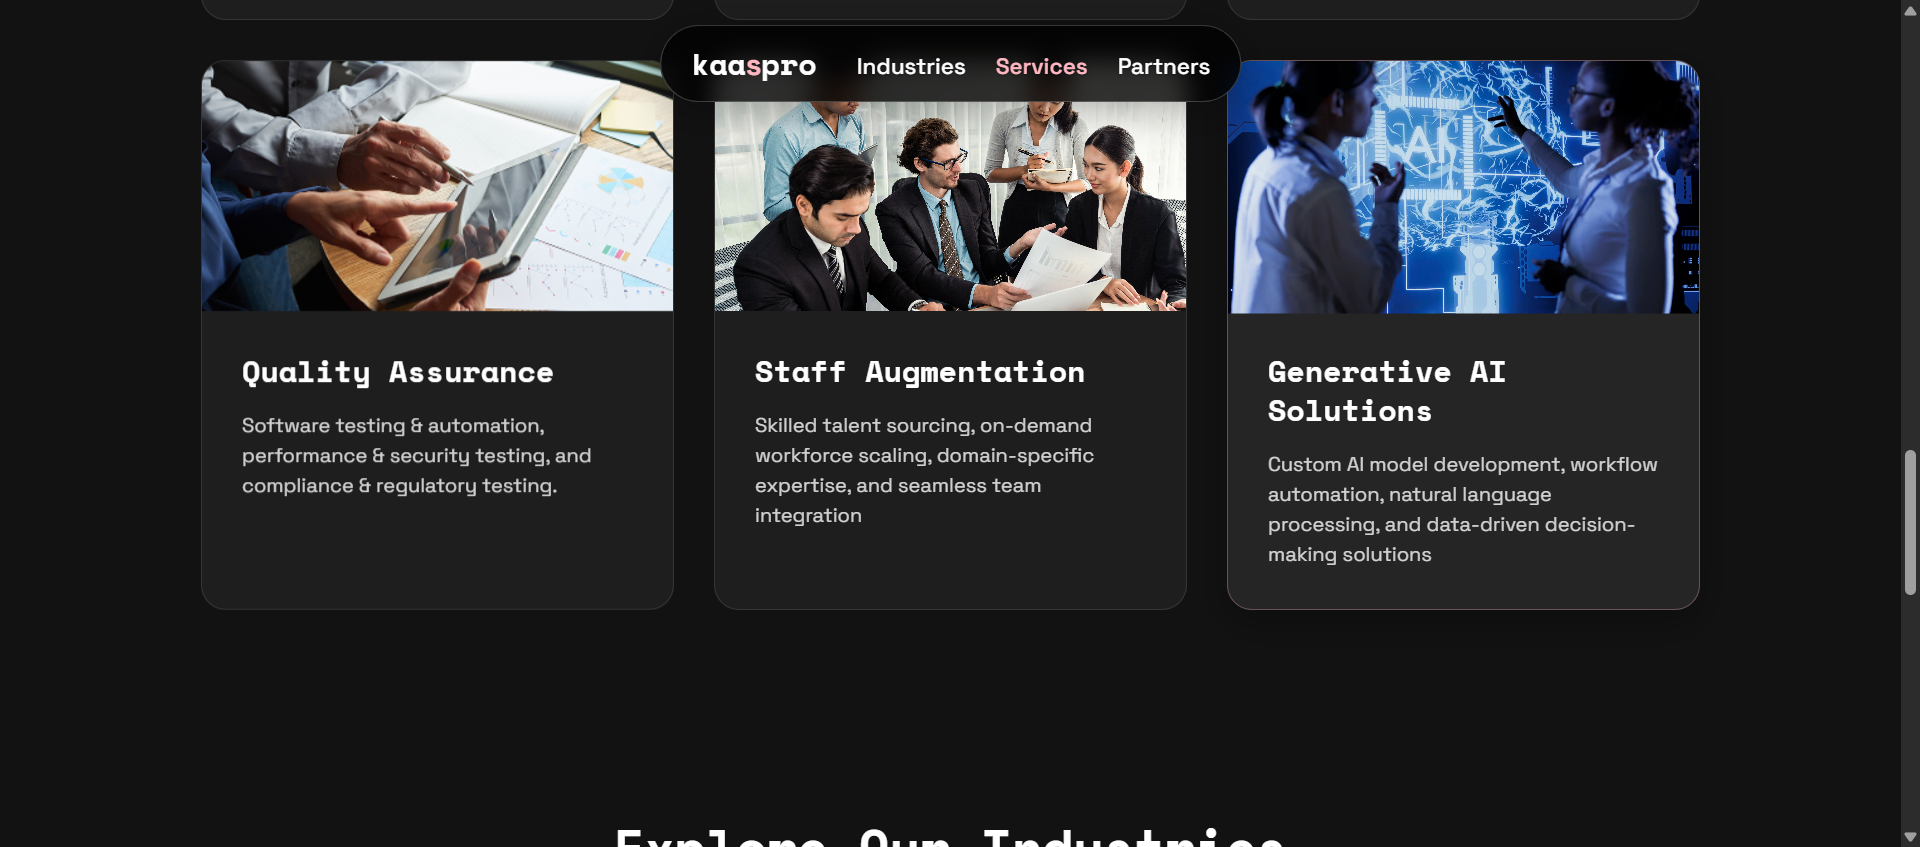 kaaspro Industries Services Partners
AI
Quality Assurance
Software testing & automation,
performance & security testing, and
compliance & regulatory testing.
Staff Augmentation
Skilled talent sourcing, on-demand
workforce scaling, domain-specific
expertise, and seamless team
integration
Generative AI
Solutions
Custom AI model development, workflow
automation, natural language
processing, and data-driven decision-
making solutions
Explore Our Industries